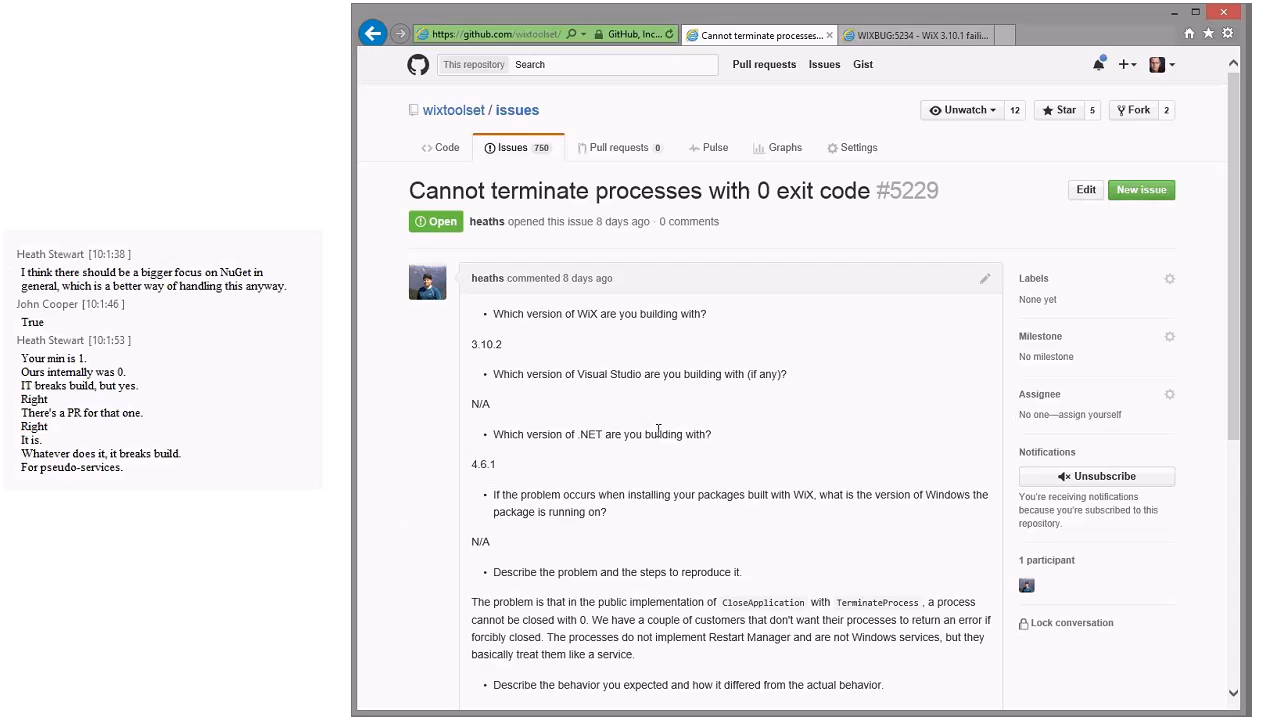 Heath Stewart [10:1:38 ]
I think there should be a bigger focus on NuGet in
general, which is a better way of handling this anyway.
John Cooper [10:1:46 ]
True
Heath Stewart [10:1:53 ]
Your min is 1.
Ours internally was 0.
IT breaks build, but yes.
Right
There's a PR for that one.
Right
It is.
Whatever does it, it breaks build.
For pseudo-services.
https://github.com/wixtoolset/ GitHub, Inc... Cannot terminate processes... WIXBUG:5234 - WiX 3.10.1 faili...
This repository Search Pull requests Issues Gist
wixtoolset / issues Unwatch 12 Star 5 Fork 2
Code Issues 750 Pull requests 0 Pulse Graphs Settings
Cannot terminate processes with 0 exit code #5229 Edit New issue
Open heaths opened this issue 8 days ago · 0 comments
heaths commented 8 days ago
• Which version of WiX are you building with?
3.10.2
• Which version of Visual Studio are you building with (if any)?
N/A
• Which version of .NET are you building with?
4.6.1
• If the problem occurs when installing your packages built with WiX, what is the version of Windows the
package is running on?
N/A
• Describe the problem and the steps to reproduce it.
The problem is that in the public implementation of CloseApplication with TerminateProcess , a process
cannot be closed with 0. We have a couple of customers that don't want their processes to return an error if
forcibly closed. The processes do not implement Restart Manager and are not Windows services, but they
basically treat them like a service.
• Describe the behavior you expected and how it differed from the actual behavior.
Labels
None yet
Milestone
No milestone
Assignee
No one—assign yourself
Notifications
Unsubscribe
You're receiving notifications
because you're subscribed to this
repository.
1 participant
Lock conversation